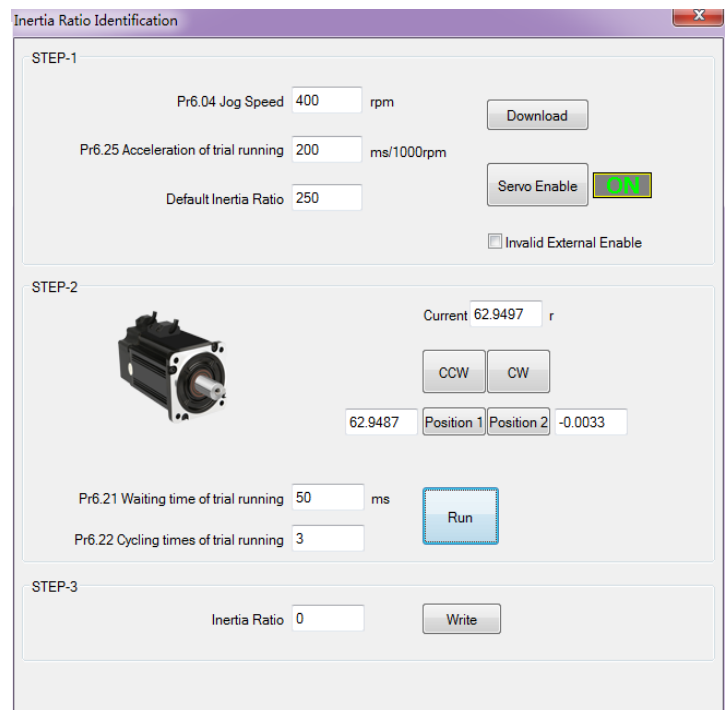 Inertia Ratio Identification
STEP-1
Pr6.04 Jog Speed 400 rpm
Download
Pr6.25 Acceleration of trial running 200 ms/1000rpm
Default Inertia Ratio 250
Servo Enable ON
Invalid External Enable
STEP-2
Current 62.9497 r
CCW CW
62.9487 Position 1 Position 2 -0.0033
Pr6.21 Waiting time of trial running 50 ms
Run
Pr6.22 Cycling times of trial running 3
STEP-3
Inertia Ratio 0 Write